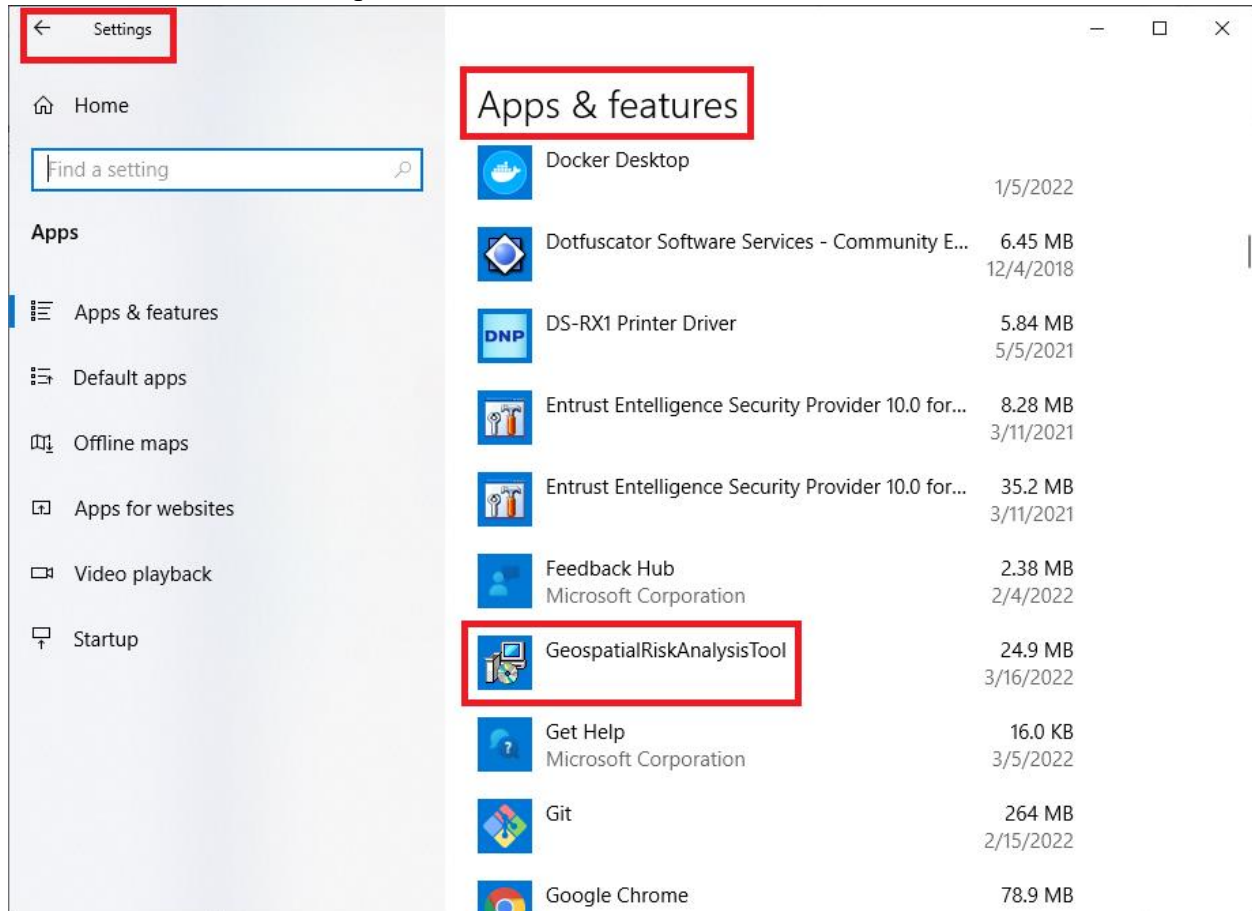 Settings
Home
Find a setting
Apps
Apps & features
Default apps
Offline maps
Apps for websites
Video playback
Startup
Apps & features
Docker Desktop
1/5/2022
Dotfuscator Software Services - Community E... 6.45 MB
12/4/2018
DNP
DS-RX1 Printer Driver 5.84 MB
5/5/2021
Entrust Entelligence Security Provider 10.0 for... 8.28 MB
3/11/2021
Entrust Entelligence Security Provider 10.0 for... 35.2 MB
3/11/2021
Feedback Hub 2.38 MB
Microsoft Corporation 2/4/2022
GeospatialRiskAnalysisTool 24.9 MB
3/16/2022
Get Help 16.0 KB
Microsoft Corporation 3/5/2022
Git 264 MB
2/15/2022
Google Chrome 78.9 MB